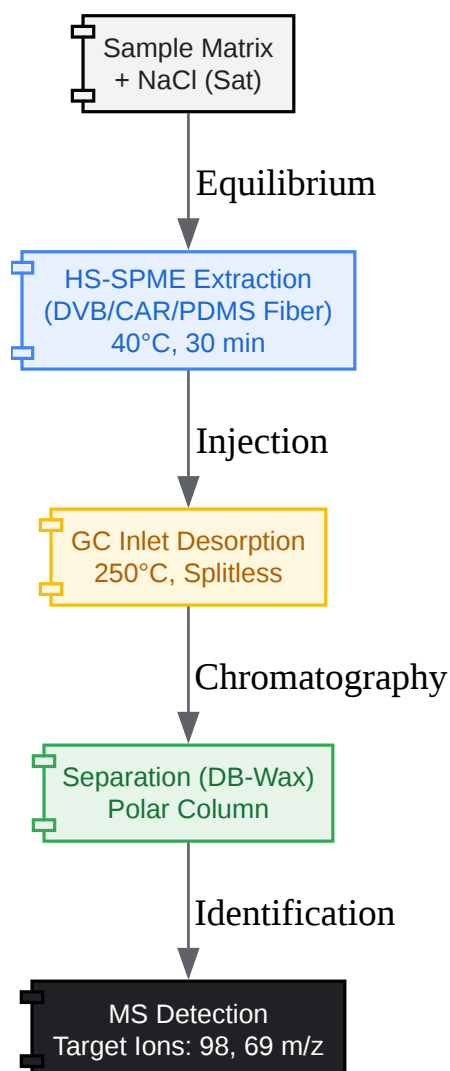 Sample Matrix
+ NaCl (Sat)
Equilibrium
HS-SPME Extraction
(DVB/CAR/PDMS Fiber)
40°C, 30 min
Injection
GC Inlet Desorption
250°C, Splitless
Chromatography
Separation (DB-Wax)
Polar Column
Identification
MS Detection
Target Ions: 98, 69 m/z